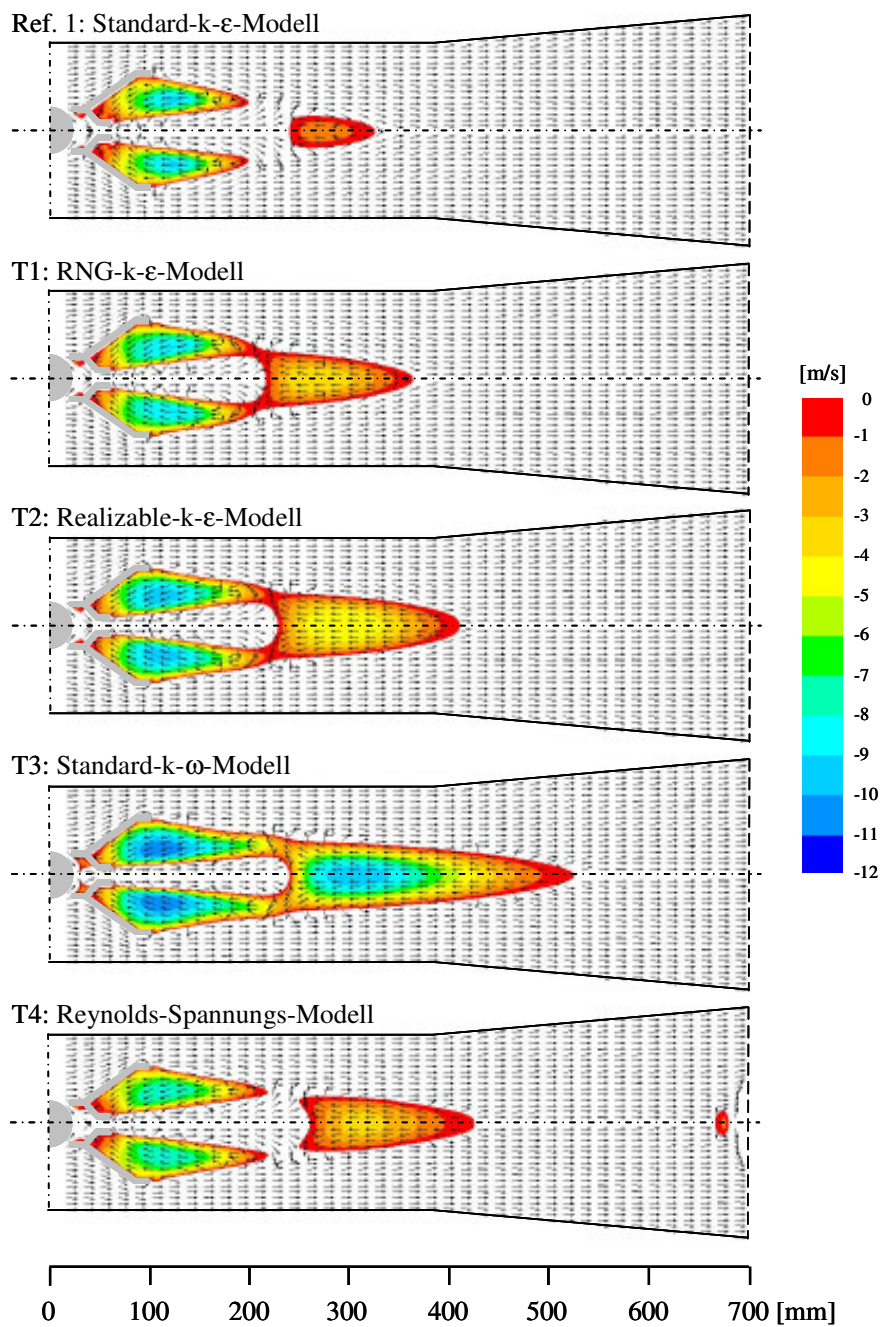 Ref. 1: Standard-k-ε-Modell
T1: RNG-k-ε-Modell
T2: Realizable-k-ε-Modell
T3: Standard-k-ω-Modell
T4: Reynolds-Spannungs-Modell
[m/s]
0
-1
-2
-3
-4
-5
-6
-7
-8
-9
-10
-11
-12
0 100 200 300 400 500 600 700 [mm]